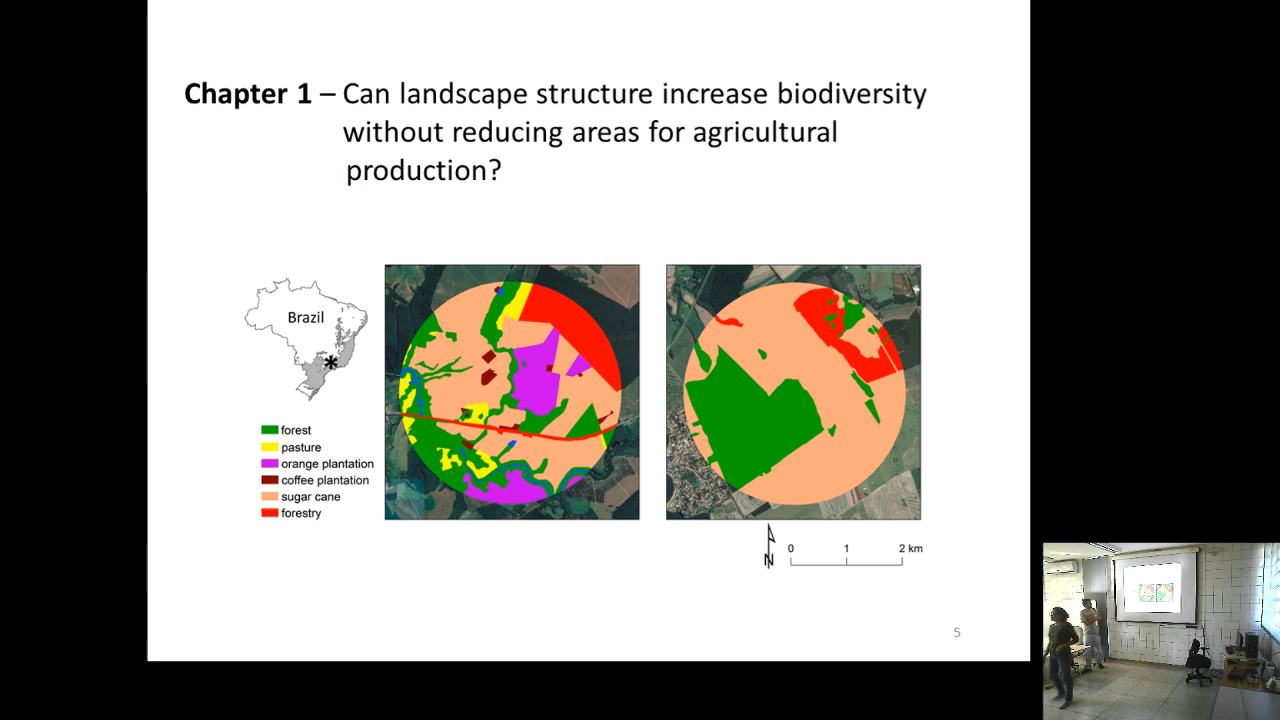 Chapter 1 – Can landscape structure increase biodiversity
without reducing areas for agricultural
production?
Brazil
*
forest
pasture
orange plantation
coffee plantation
sugar cane
forestry
N
0 1 2 km
5